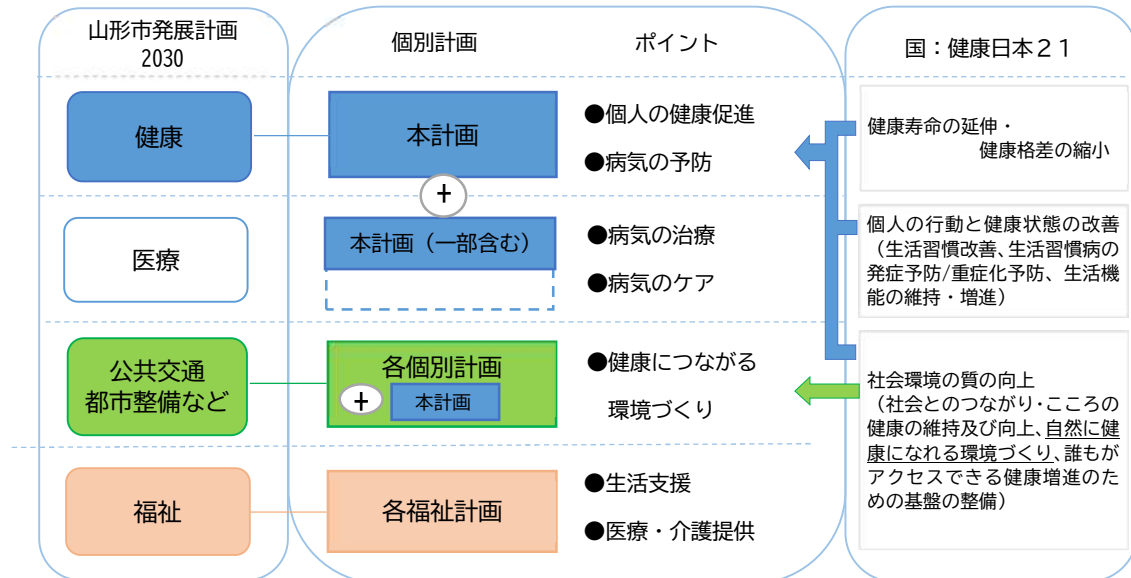 山形市発展計画
2030
個別計画
ポイント
国：健康日本２１
健康
本計画
●個人の健康促進
●病気の予防
健康寿命の延伸・
健康格差の縮小
+
医療
本計画（一部含む）
●病気の治療
●病気のケア
個人の行動と健康状態の改善
（生活習慣改善、生活習慣病の
発症予防/重症化予防、生活機
能の維持・増進）
公共交通
都市整備など
各個別計画
+
本計画
●健康につながる
環境づくり
社会環境の質の向上
（社会とのつながり・こころの
健康の維持及び向上、自然に健
康になれる環境づくり、誰もが
アクセスできる健康増進のた
めの基盤の整備）
福祉
各福祉計画
●生活支援
●医療・介護提供